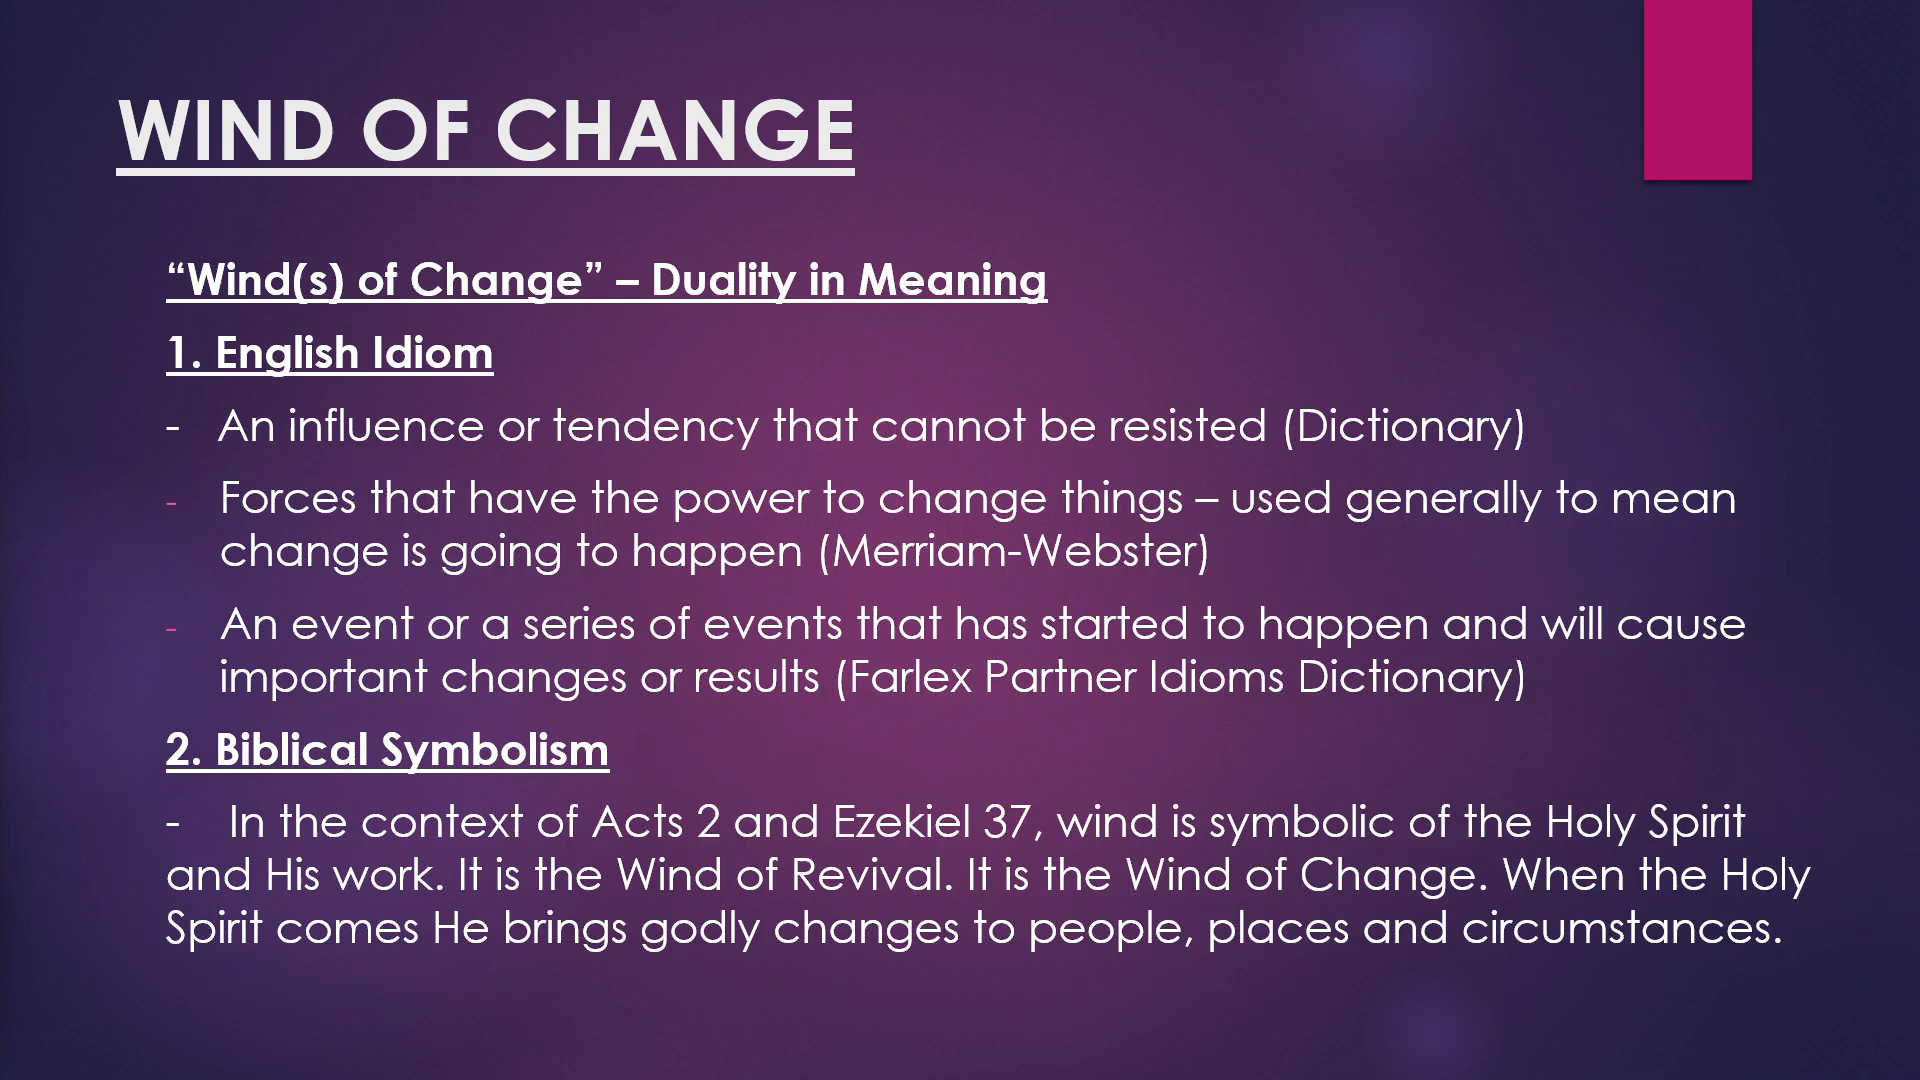 WIND OF CHANGE
“Wind(s) of Change” – Duality in Meaning
1. English Idiom
- An influence or tendency that cannot be resisted (Dictionary)
- Forces that have the power to change things – used generally to mean
change is going to happen (Merriam-Webster)
- An event or a series of events that has started to happen and will cause
important changes or results (Farlex Partner Idioms Dictionary)
2. Biblical Symbolism
- In the context of Acts 2 and Ezekiel 37, wind is symbolic of the Holy Spirit
and His work. It is the Wind of Revival. It is the Wind of Change. When the Holy
Spirit comes He brings godly changes to people, places and circumstances.